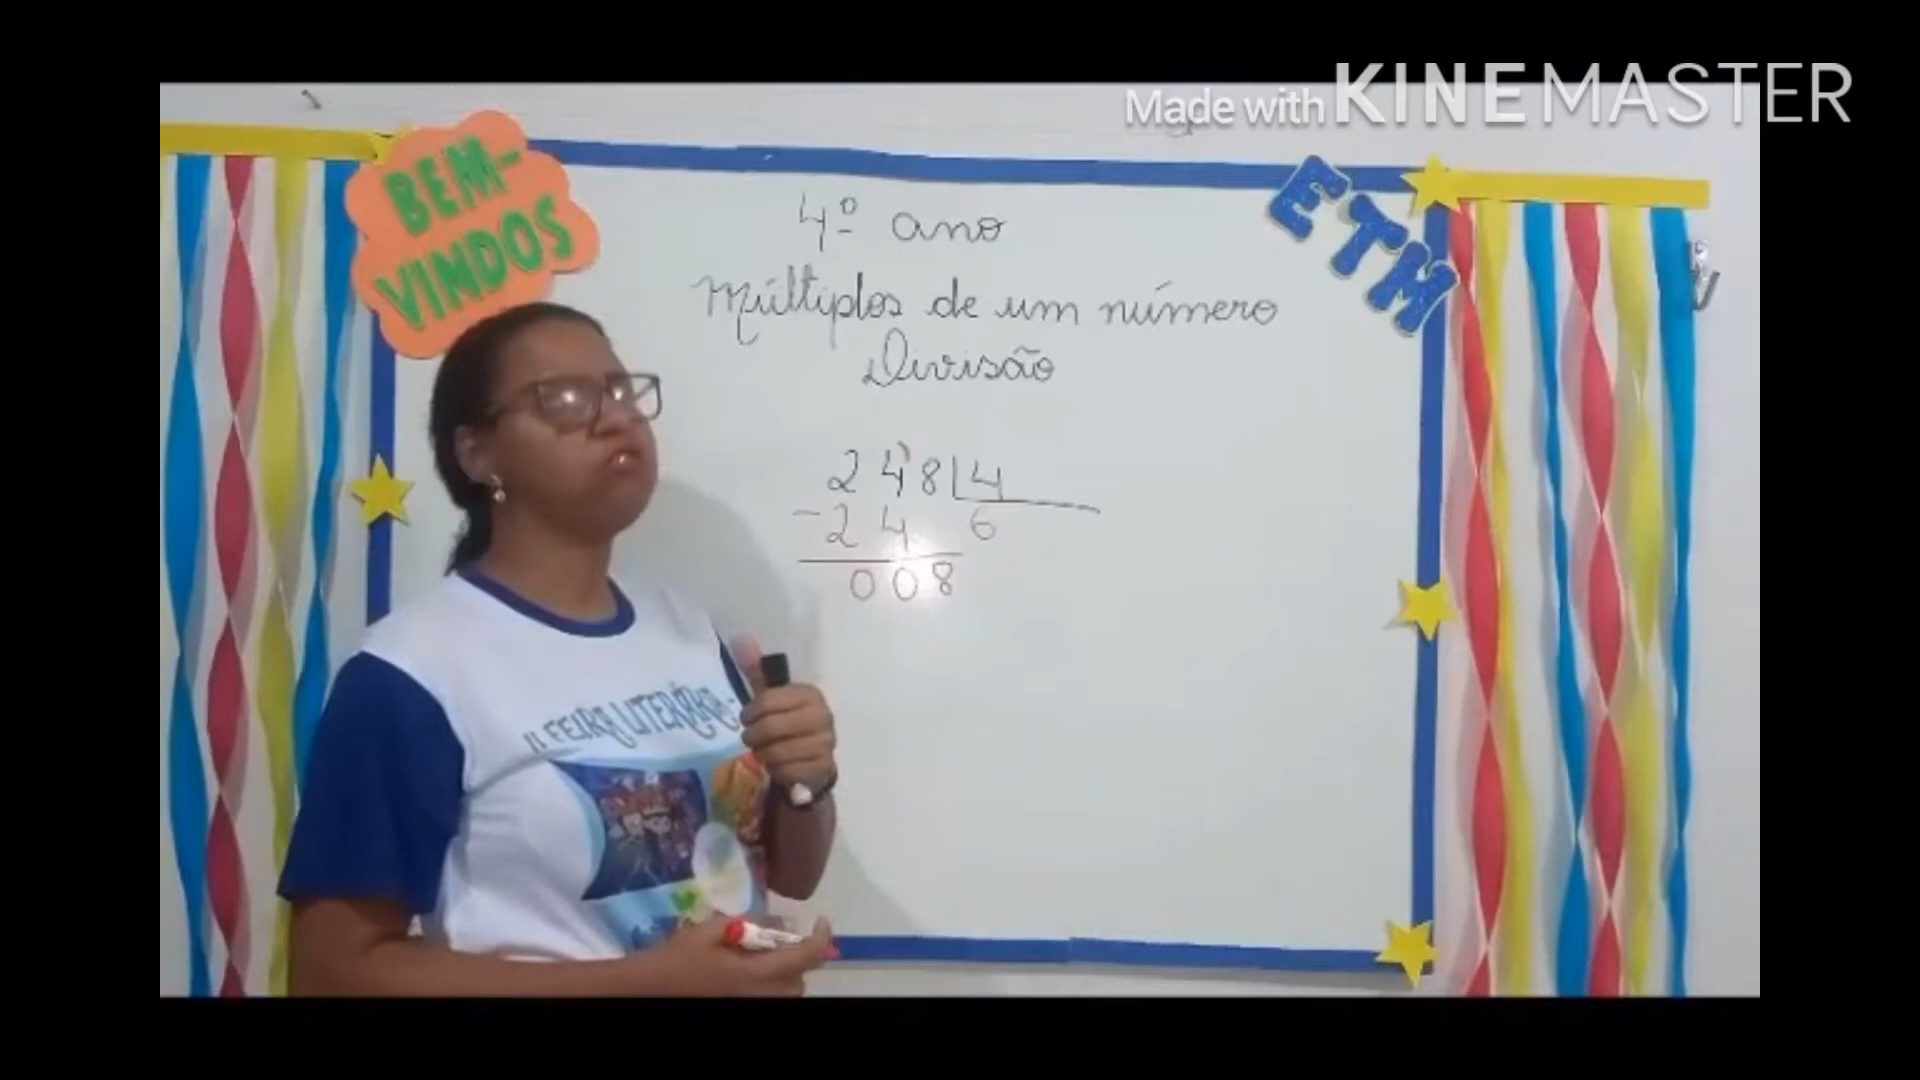 Made with KINEMASTER
BEM-
VINDOS
ETM
4º ano
Múltiplos de um número
Divisão
248|4
-24 6
008
II FEIRA LITERÁRIA